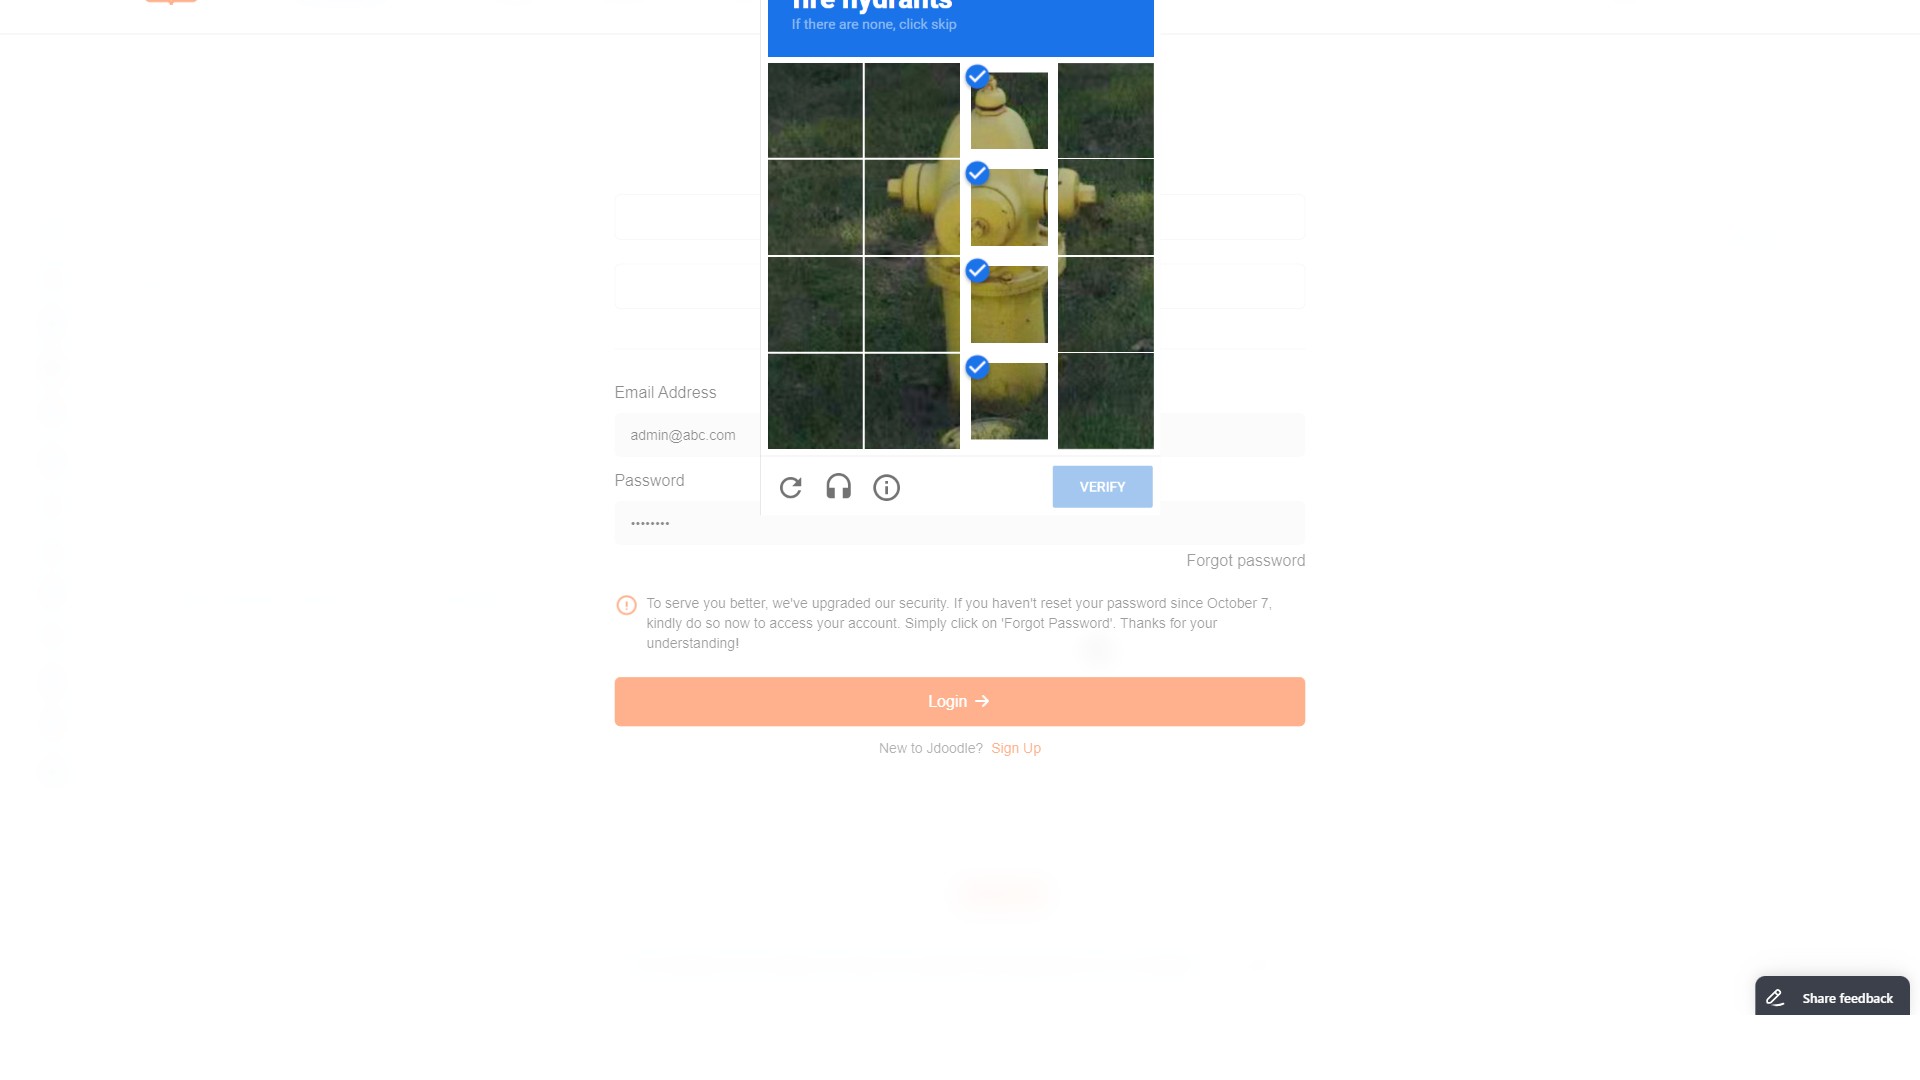 fire hydrants
If there are none, click skip
Email Address
admin@abc.com
Password
••••••••
VERIFY
Forgot password
To serve you better, we've upgraded our security. If you haven't reset your password since October 7,
kindly do so now to access your account. Simply click on 'Forgot Password'. Thanks for your
understanding!
Login →
New to Jdoodle? Sign Up
Share feedback